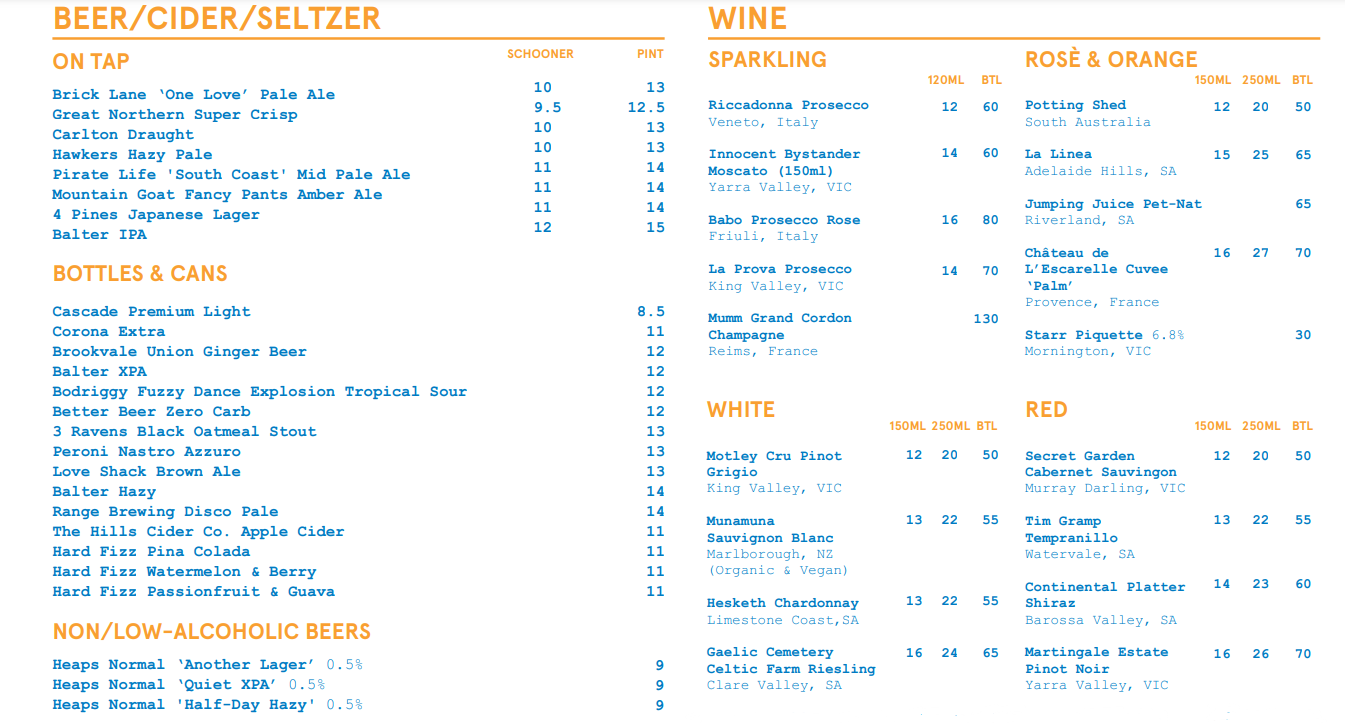 BEER/CIDER/SELTZER
ON TAP SCHOONER PINT
Brick Lane ‘One Love’ Pale Ale 10 13
Great Northern Super Crisp 9.5 12.5
Carlton Draught 10 13
Hawkers Hazy Pale 10 13
Pirate Life 'South Coast' Mid Pale Ale 11 14
Mountain Goat Fancy Pants Amber Ale 11 14
4 Pines Japanese Lager 11 14
Balter IPA 12 15
BOTTLES & CANS
Cascade Premium Light 8.5
Corona Extra 11
Brookvale Union Ginger Beer 12
Balter XPA 12
Bodriggy Fuzzy Dance Explosion Tropical Sour 12
Better Beer Zero Carb 12
3 Ravens Black Oatmeal Stout 13
Peroni Nastro Azzuro 13
Love Shack Brown Ale 13
Balter Hazy 14
Range Brewing Disco Pale 14
The Hills Cider Co. Apple Cider 11
Hard Fizz Pina Colada 11
Hard Fizz Watermelon & Berry 11
Hard Fizz Passionfruit & Guava 11
NON/LOW-ALCOHOLIC BEERS
Heaps Normal ‘Another Lager’ 0.5% 9
Heaps Normal ‘Quiet XPA’ 0.5% 9
Heaps Normal 'Half-Day Hazy' 0.5% 9
WINE
SPARKLING
120ML BTL
Riccadonna Prosecco 12 60
Veneto, Italy
Innocent Bystander 14 60
Moscato (150ml)
Yarra Valley, VIC
Babo Prosecco Rose 16 80
Friuli, Italy
La Prova Prosecco 14 70
King Valley, VIC
Mumm Grand Cordon 130
Champagne
Reims, France
ROSÈ & ORANGE
150ML 250ML BTL
Potting Shed 12 20 50
South Australia
La Linea 15 25 65
Adelaide Hills, SA
Jumping Juice Pet-Nat 65
Riverland, SA
Château de 16 27 70
L’Escarelle Cuvee
‘Palm’
Provence, France
Starr Piquette 6.8% 30
Mornington, VIC
WHITE
150ML 250ML BTL
Motley Cru Pinot 12 20 50
Grigio
King Valley, VIC
Munamuna 13 22 55
Sauvignon Blanc
Marlborough, NZ
(Organic & Vegan)
Hesketh Chardonnay 13 22 55
Limestone Coast,SA
Gaelic Cemetery 16 24 65
Celtic Farm Riesling
Clare Valley, SA
RED
150ML 250ML BTL
Secret Garden 12 20 50
Cabernet Sauvingon
Murray Darling, VIC
Tim Gramp 13 22 55
Tempranillo
Watervale, SA
Continental Platter 14 23 60
Shiraz
Barossa Valley, SA
Martingale Estate 16 26 70
Pinot Noir
Yarra Valley, VIC